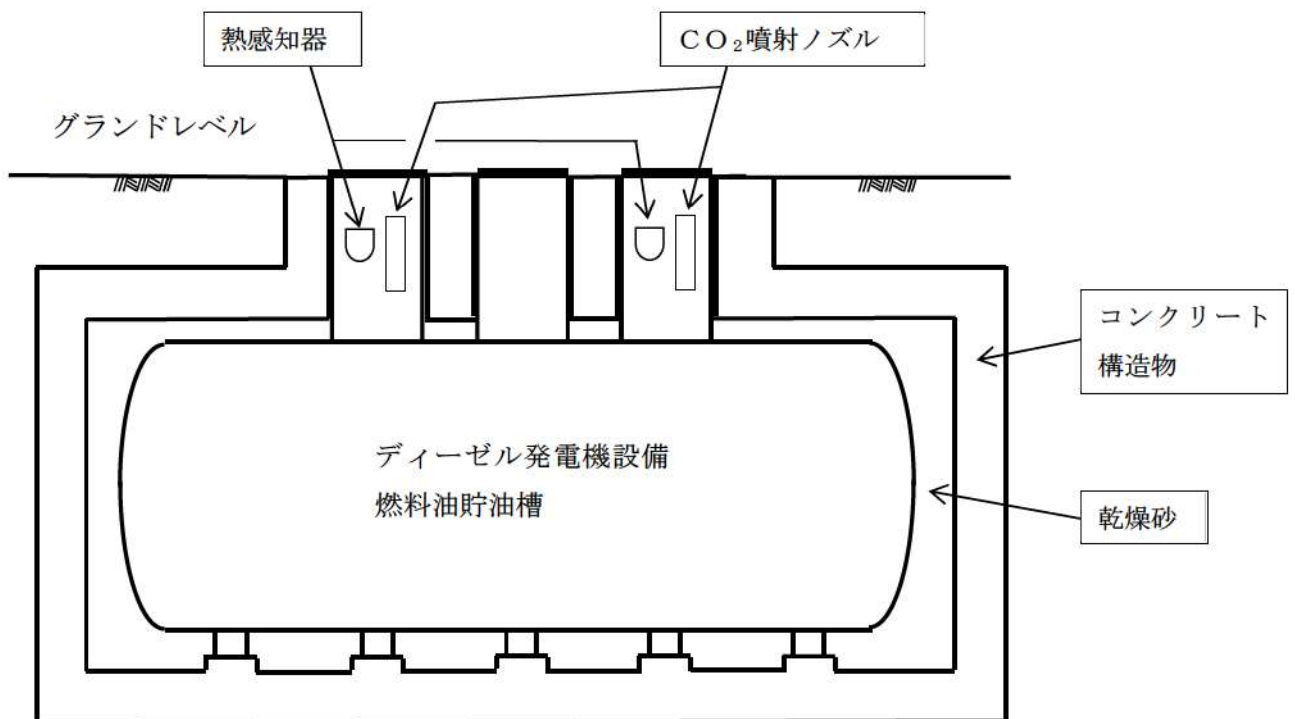 熱感知器
CO₂噴射ノズル
グランドレベル
コンクリート
構造物
ディーゼル発電機設備
燃料油貯油槽
乾燥砂